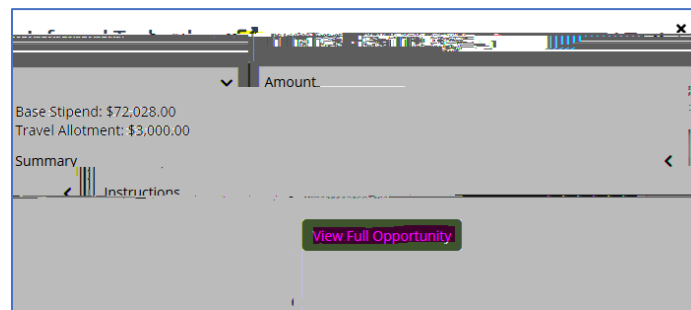 Amount
Base Stipend: $72,028.00
Travel Allotment: $3,000.00
Summary
Instructions
View Full Opportunity